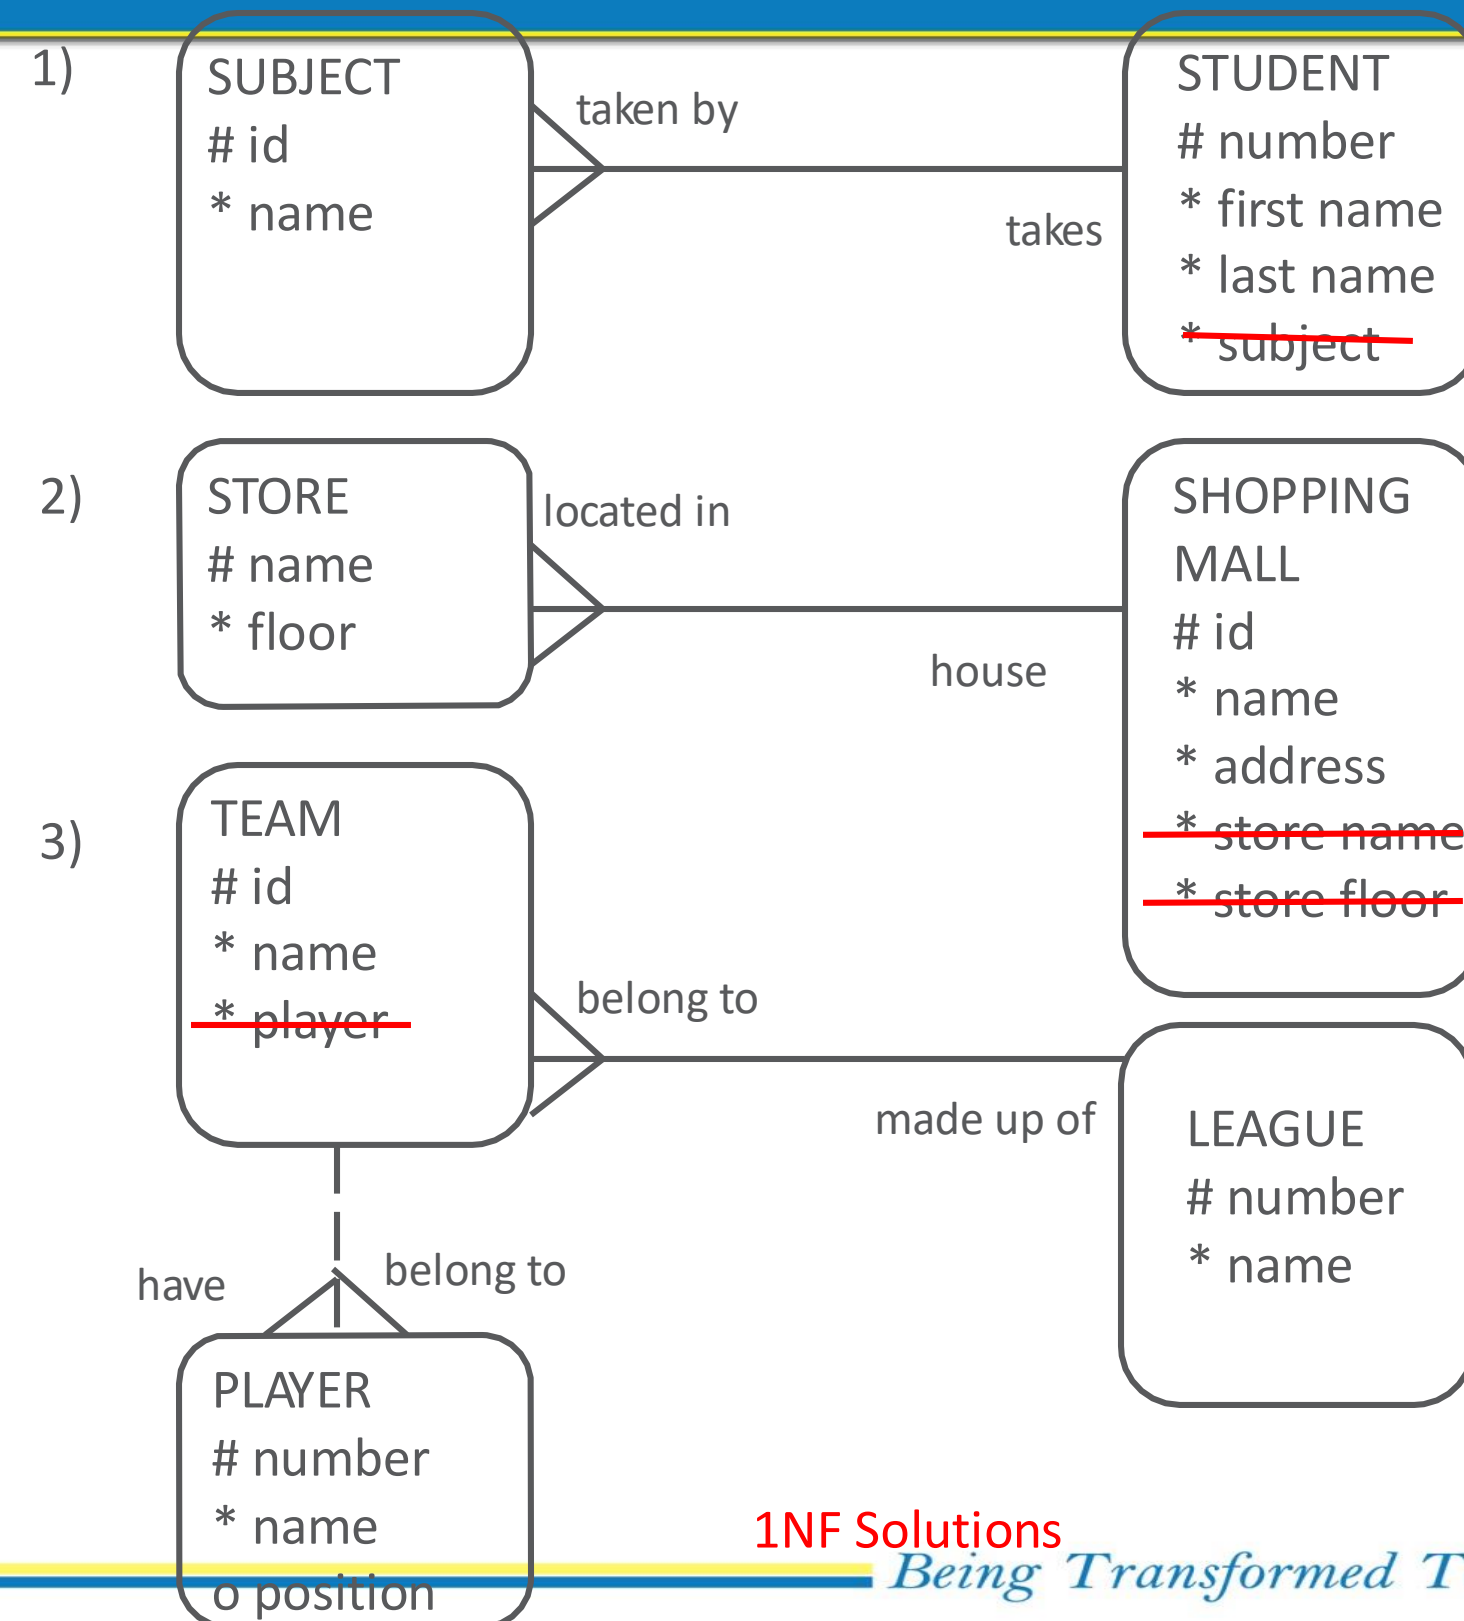 1)
SUBJECT
# id
* name
taken by
takes
STUDENT
# number
* first name
* last name
* subject
2)
STORE
# name
* floor
located in
house
SHOPPING
MALL
# id
* name
* address
* store name
* store floor
3)
TEAM
# id
* name
* player
belong to
made up of
LEAGUE
# number
* name
have
belong to
PLAYER
# number
* name
o position
1NF Solutions
Being Transformed T